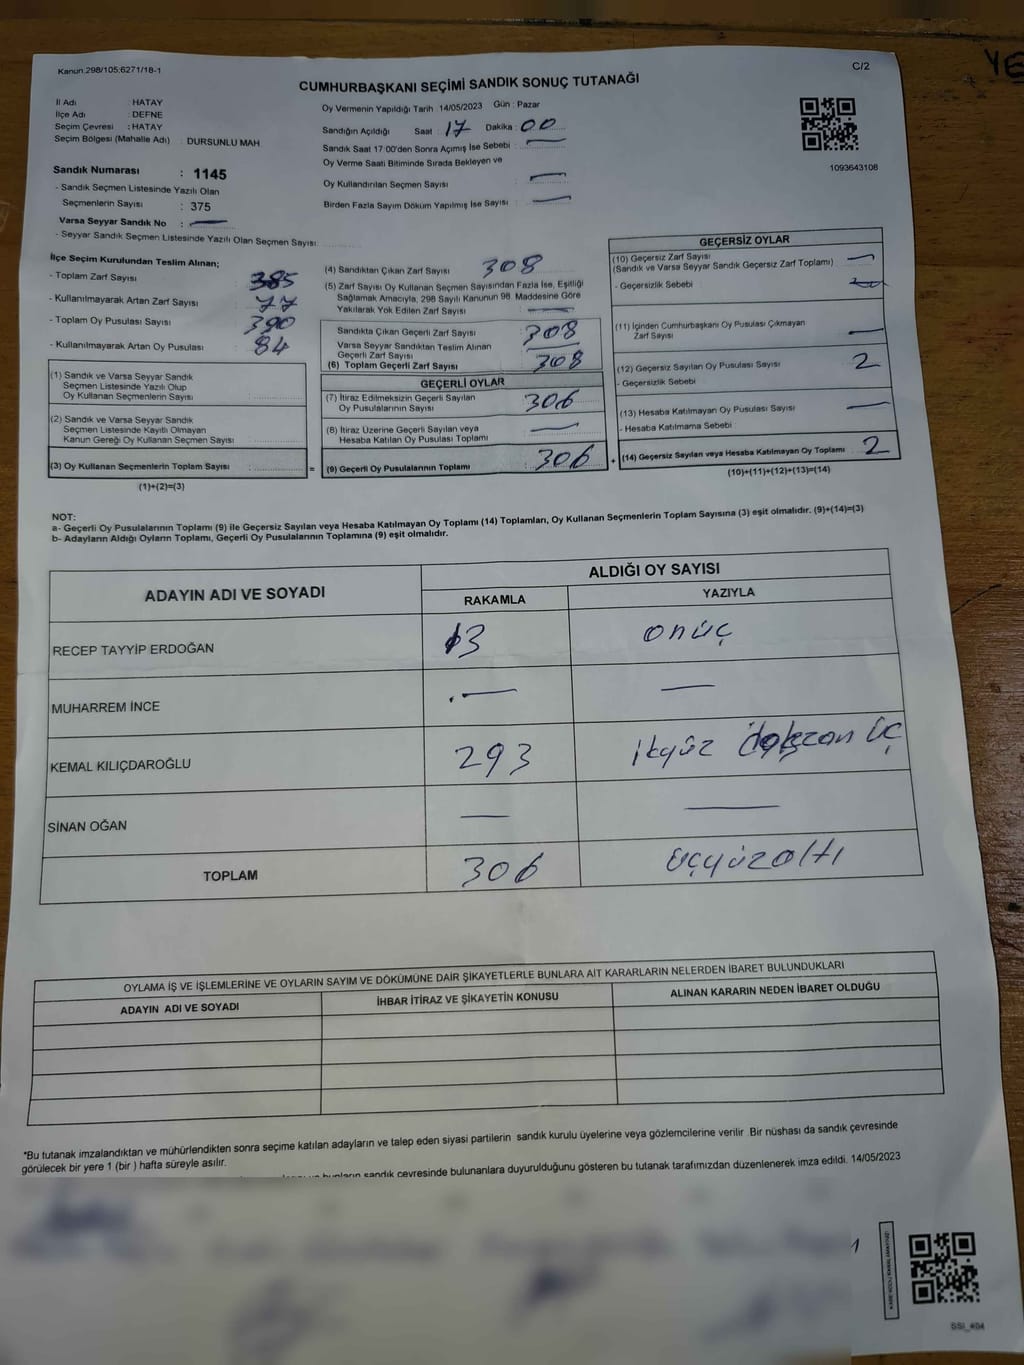 Kanun:298/105;6271/18-1
C/2
CUMHURBAŞKANI SEÇİMİ SANDIK SONUÇ TUTANAĞI
İl Adı : HATAY
İlçe Adı : DEFNE
Seçim Çevresi : HATAY
Seçim Bölgesi (Mahalle Adı) : DURSUNLU MAH.
Sandık Numarası : 1145
- Sandık Seçmen Listesinde Yazılı Olan
Seçmenlerin Sayısı : 375
Varsa Seyyar Sandık No : —
- Seyyar Sandık Seçmen Listesinde Yazılı Olan Seçmen Sayısı:
Oy Vermenin Yapıldığı Tarih : 14/05/2023 Gün : Pazar
Sandığın Açıldığı Saat : 17 Dakika : 00
Sandık Saat 17:00'den Sonra Açmış İse Sebebi : —
Oy Verme Saati Bitiminde Sırada Bekleyen ve
Oy Kullandırılan Seçmen Sayısı : —
Birden Fazla Sayım Döküm Yapılmış İse Sayısı : —
1093643108
İlçe Seçim Kurulundan Teslim Alınan;
- Toplam Zarf Sayısı : 385
- Kullanılmayarak Artan Zarf Sayısı : 77
- Toplam Oy Pusulası Sayısı : 390
- Kullanılmayarak Artan Oy Pusulası : 84
(1) Sandık ve Varsa Seyyar Sandık
Seçmen Listesinde Yazılı Olup
Oy Kullanan Seçmenlerin Sayısı
(2) Sandık ve Varsa Seyyar Sandık
Seçmen Listesinde Kayıtlı Olmayan
Kanun Gereği Oy Kullanan Seçmen Sayısı
(3) Oy Kullanan Seçmenlerin Toplam Sayısı :
(1)+(2)=(3)
(4) Sandıktan Çıkan Zarf Sayısı : 308
(5) Zarf Sayısı Oy Kullanan Seçmen Sayısından Fazla İse, Eşitliği
Sağlamak Amacıyla, 298 Sayılı Kanunun 98. Maddesine Göre
Yakılarak Yok Edilen Zarf Sayısı : —
Sandıkta Çıkan Geçerli Zarf Sayısı : 308
Varsa Seyyar Sandıktan Teslim Alınan
Geçerli Zarf Sayısı
(6) Toplam Geçerli Zarf Sayısı : 308
GEÇERLİ OYLAR
(7) İtiraz Edilmeksizin Geçerli Sayılan
Oy Pusulalarının Sayısı : 306
(8) İtiraz Üzerine Geçerli Sayılan veya
Hesaba Katılan Oy Pusulası Toplamı : —
= (9) Geçerli Oy Pusulalarının Toplamı : 306
GEÇERSİZ OYLAR
(10) Geçersiz Zarf Sayısı
(Sandık ve Varsa Seyyar Sandık Geçersiz Zarf Toplamı) : —
- Geçersizlik Sebebi :
(11) İçinden Cumhurbaşkanı Oy Pusulası Çıkmayan
Zarf Sayısı : —
(12) Geçersiz Sayılan Oy Pusulası Sayısı : 2
- Geçersizlik Sebebi
(13) Hesaba Katılmayan Oy Pusulası Sayısı : —
- Hesaba Katılmama Sebebi
+ (14) Geçersiz Sayılan veya Hesaba Katılmayan Oy Toplamı : 2
(10)+(11)+(12)+(13)=(14)
NOT:
a- Geçerli Oy Pusulalarının Toplamı (9) ile Geçersiz Sayılan veya Hesaba Katılmayan Oy Toplamı (14) Toplamları, Oy Kullanan Seçmenlerin Toplam Sayısına (3) eşit olmalıdır. (9)+(14)=(3)
b- Adayların Aldığı Oyların Toplamı, Geçerli Oy Pusulalarının Toplamına (9) eşit olmalıdır.
ADAYIN ADI VE SOYADI ALDIĞI OY SAYISI
RAKAMLA YAZIYLA
RECEP TAYYİP ERDOĞAN 13 onüç
MUHARREM İNCE — —
KEMAL KILIÇDAROĞLU 293 ikyüz dokszan üç
SİNAN OĞAN — —
TOPLAM 306 üçyüzaltı
OYLAMA İŞ VE İŞLEMLERİNE VE OYLARIN SAYIM VE DÖKÜMÜNE DAİR ŞİKAYETLERLE BUNLARA AİT KARARLARIN NELERDEN İBARET BULUNDUKLARI
ADAYIN ADI VE SOYADI İHBAR İTİRAZ VE ŞİKAYETİN KONUSU ALINAN KARARIN NEDEN İBARET OLDUĞU
*Bu tutanak imzalandıktan ve mühürlendikten sonra seçime katılan adayların ve talep eden siyasi partilerin sandık kurulu üyelerine veya gözlemcilerine verilir Bir nüshası da sandık çevresinde
görülecek bir yere 1 (bir ) hafta süreyle asılır.
bunların sandık çevresinde bulunanlara duyurulduğunu gösteren bu tutanak tarafımızdan düzenlenerek imza edildi. 14/05/2023
SSI_404